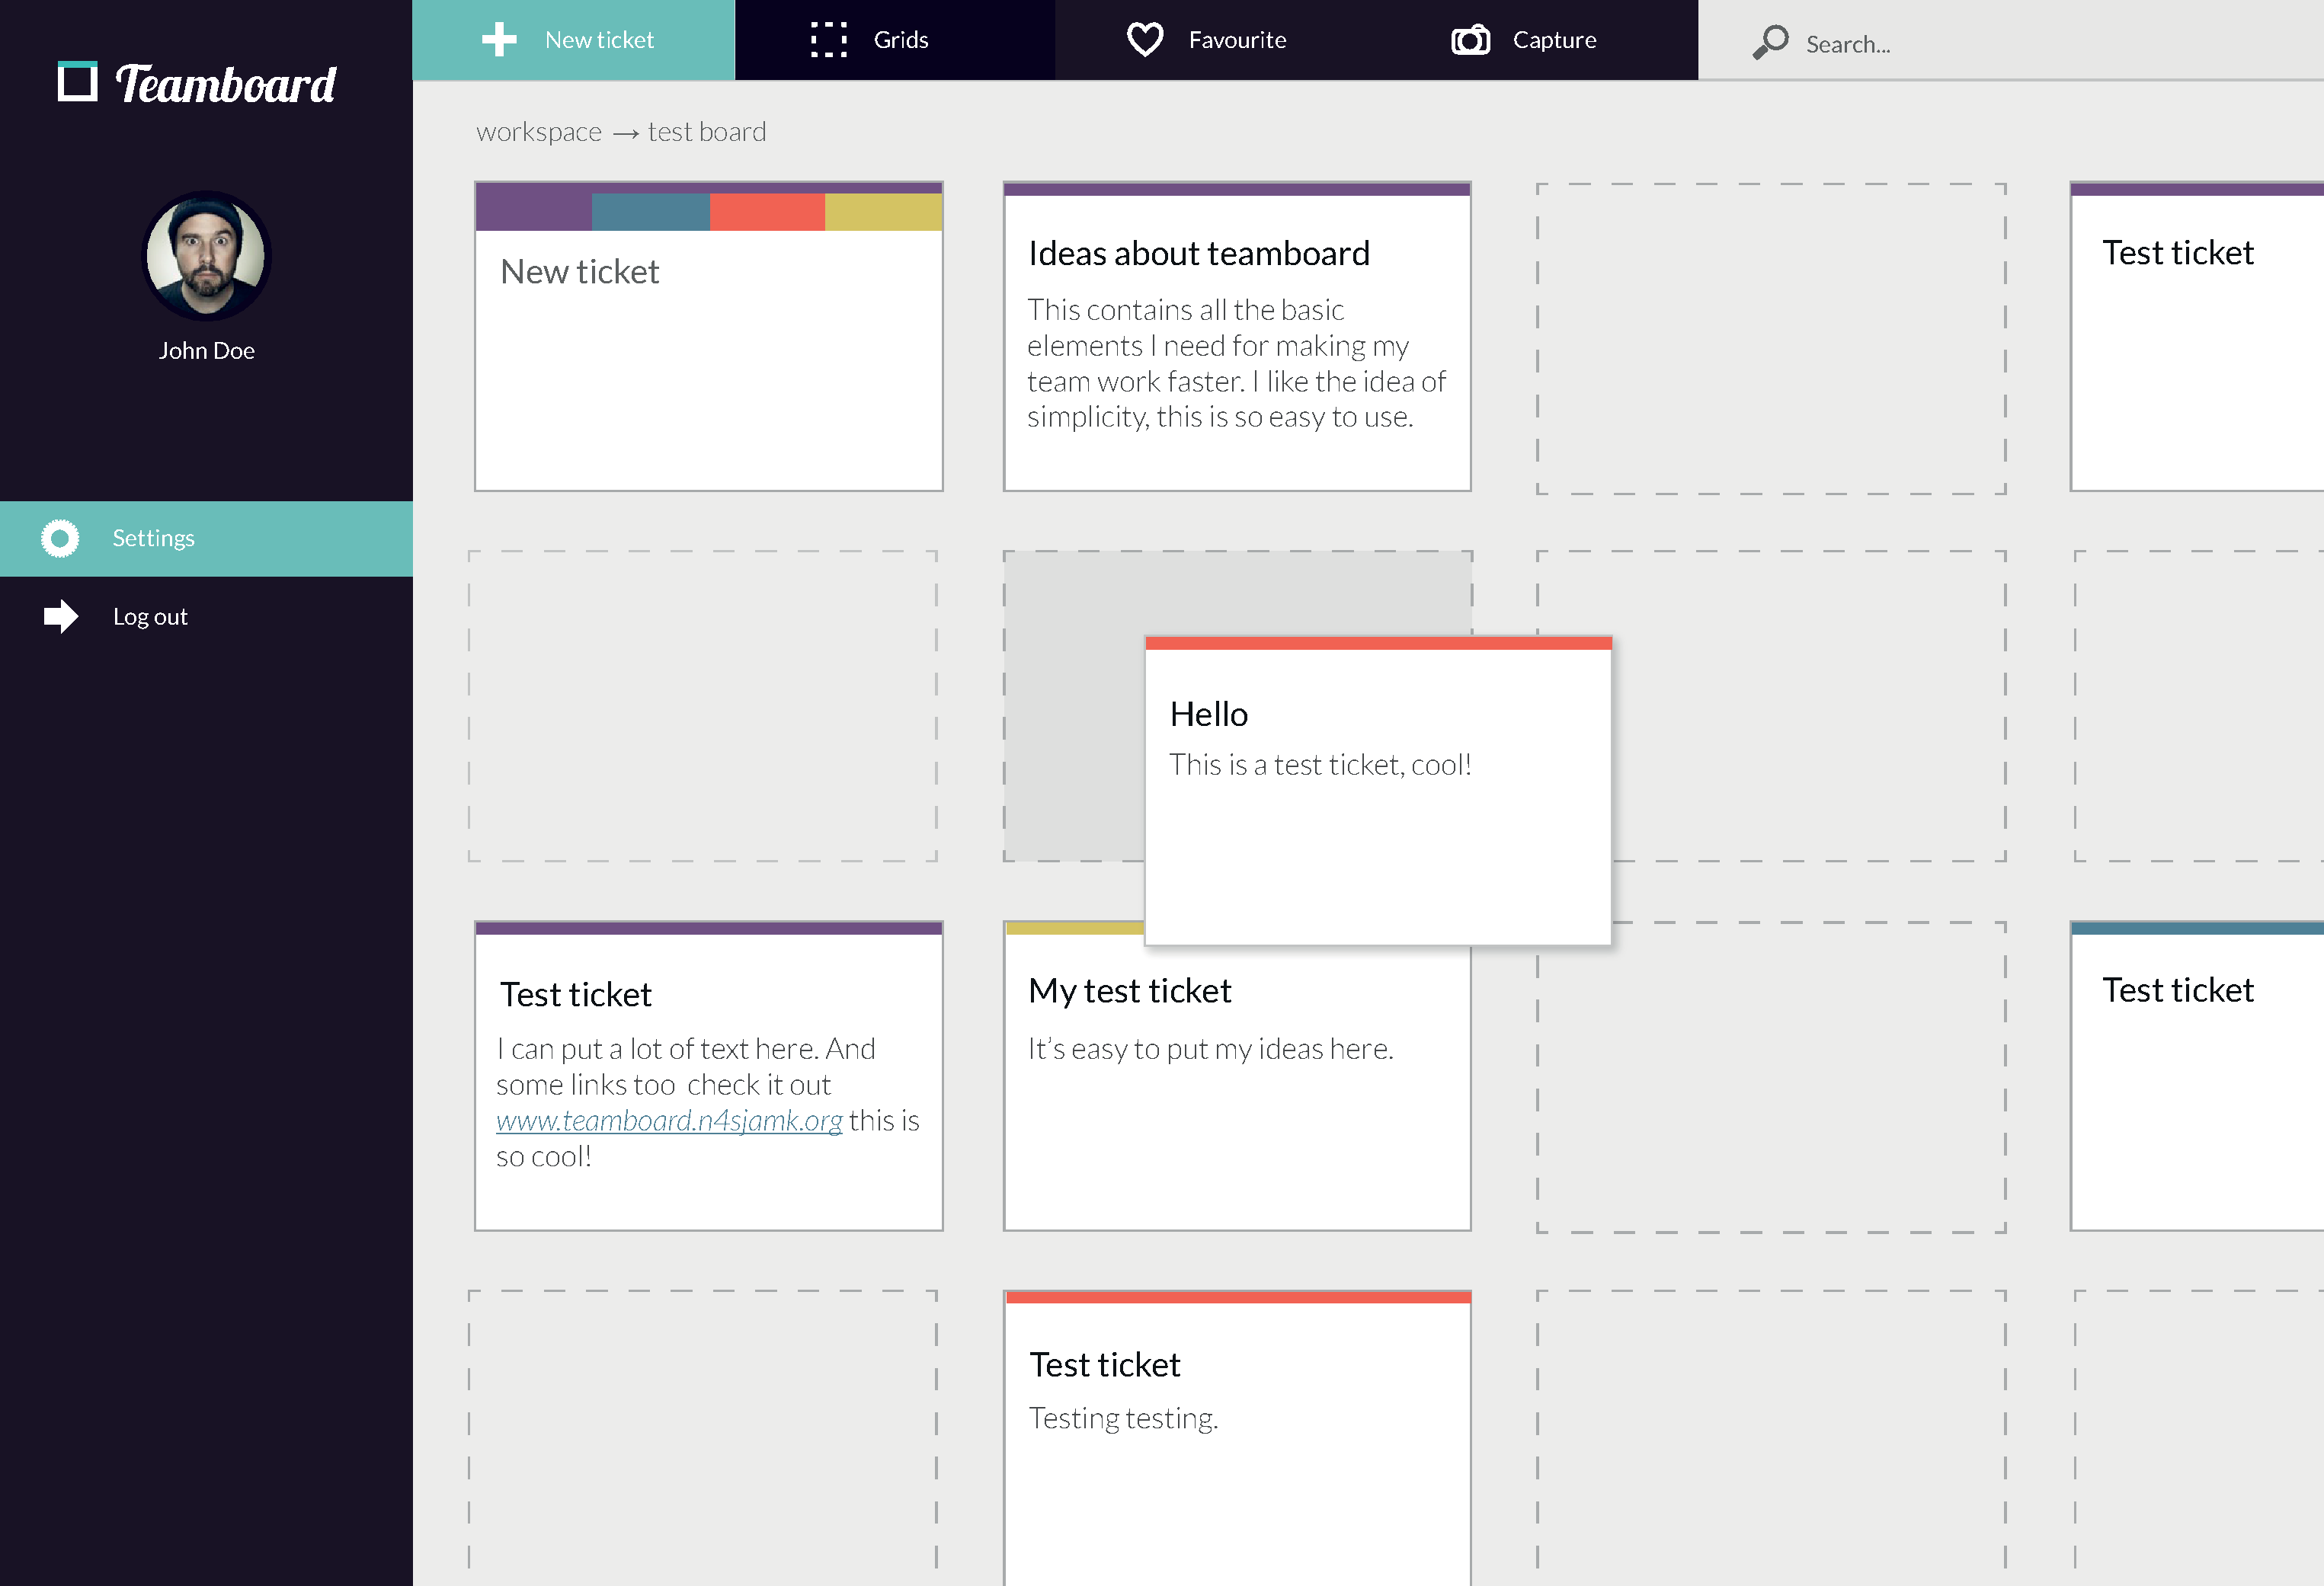 Teamboard
John Doe
Settings
Log out
New ticket
Grids
Favourite
Capture
Search...
workspace → test board
New ticket
Ideas about teamboard
This contains all the basic
elements I need for making my
team work faster. I like the idea of
simplicity, this is so easy to use.
Test ticket
Hello
This is a test ticket, cool!
Test ticket
I can put a lot of text here. And
some links too  check it out
www.teamboard.n4sjamk.org this is
so cool!
My test ticket
It’s easy to put my ideas here.
Test ticket
Test ticket
Testing testing.